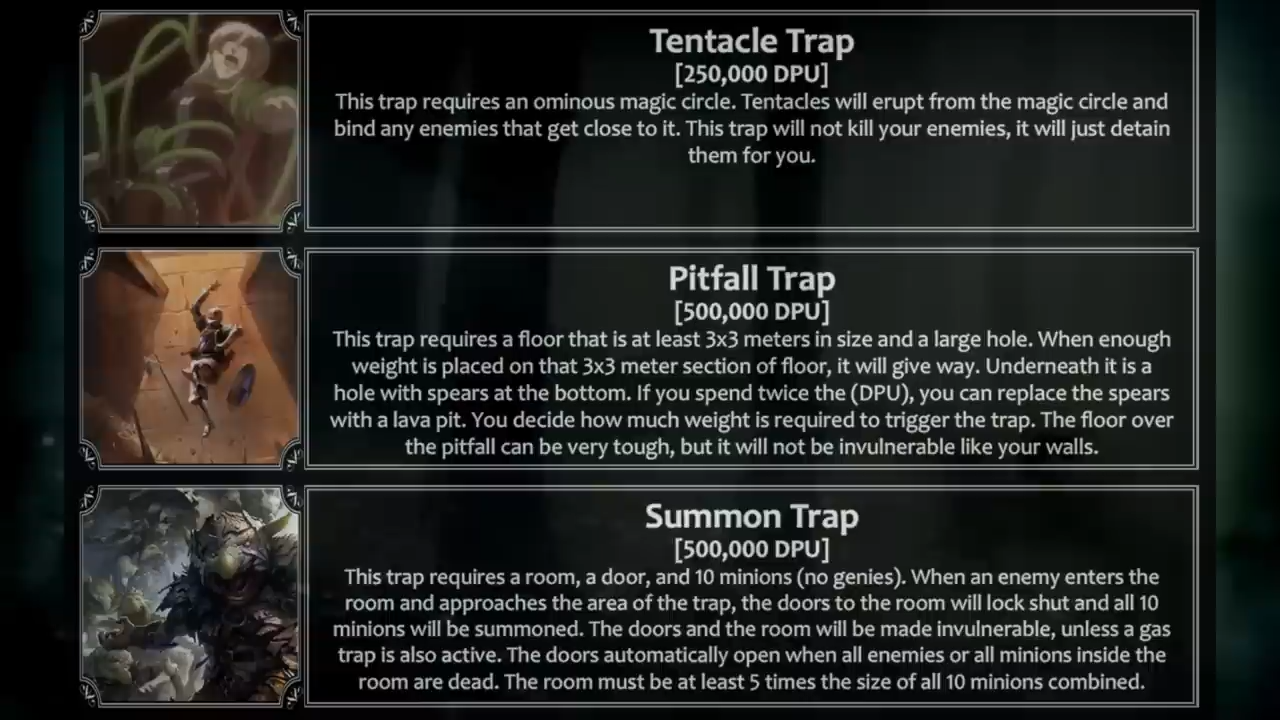 Tentacle Trap
[250,000 DPU]
This trap requires an ominous magic circle. Tentacles will erupt from the magic circle and
bind any enemies that get close to it. This trap will not kill your enemies, it will just detain
them for you.
Pitfall Trap
[500,000 DPU]
This trap requires a floor that is at least 3x3 meters in size and a large hole. When enough
weight is placed on that 3x3 meter section of floor, it will give way. Underneath it is a
hole with spears at the bottom. If you spend twice the (DPU), you can replace the spears
with a lava pit. You decide how much weight is required to trigger the trap. The floor over
the pitfall can be very tough, but it will not be invulnerable like your walls.
Summon Trap
[500,000 DPU]
This trap requires a room, a door, and 10 minions (no genies). When an enemy enters the
room and approaches the area of the trap, the doors to the room will lock shut and all 10
minions will be summoned. The doors and the room will be made invulnerable, unless a gas
trap is also active. The doors automatically open when all enemies or all minions inside the
room are dead. The room must be at least 5 times the size of all 10 minions combined.